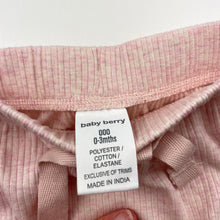 baby berry
000
0-3mths
POLYESTER /
COTTON /
ELASTANE
EXCLUSIVE OF TRIMS
MADE IN INDIA